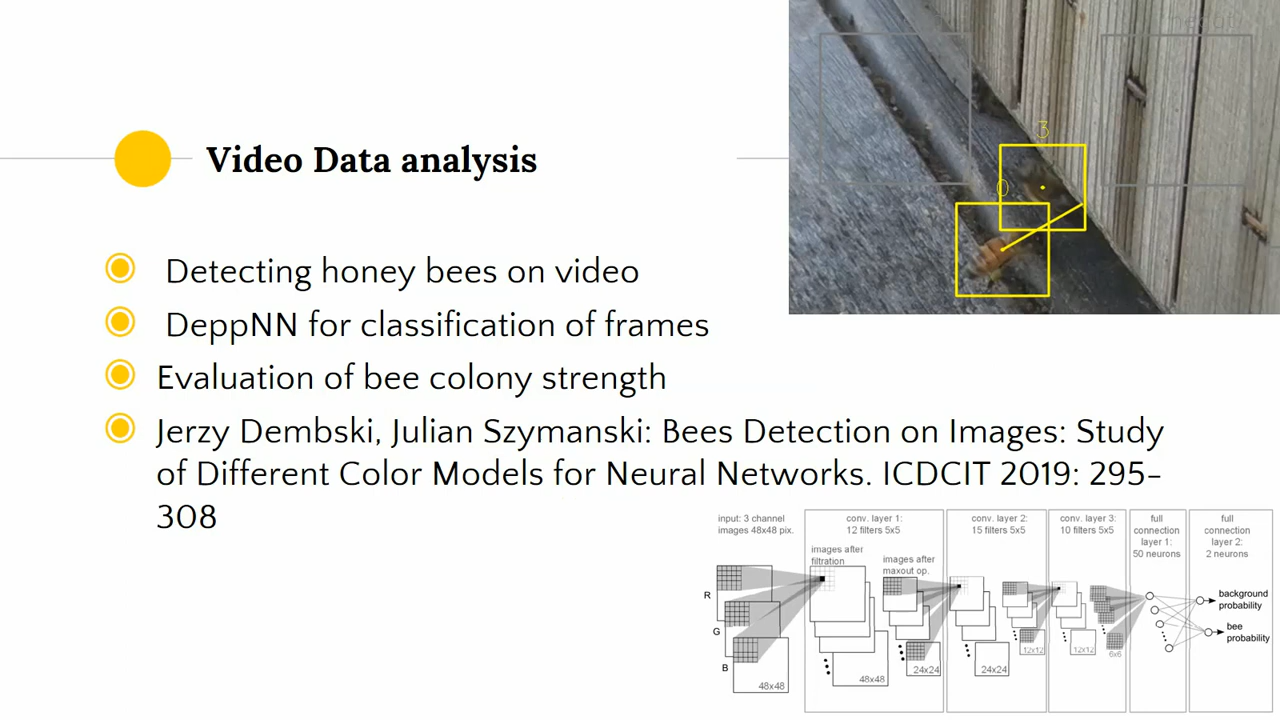 Video Data analysis
Detecting honey bees on video
DeppNN for classification of frames
Evaluation of bee colony strength
Jerzy Dembski, Julian Szymanski: Bees Detection on Images: Study
of Different Color Models for Neural Networks. ICDCIT 2019: 295-
308
3
0
input: 3 channel
images 48x48 pix.
conv. layer 1:
12 filters 5x5
conv. layer 2:
15 filters 5x5
conv. layer 3:
10 filters 5x5
full
connection
layer 1:
50 neurons
full
connection
layer 2:
2 neurons
images after
filtration
images after
maxout op.
R
G
B
48x48
48x48
24x24
24x24
12x12
12x12
6x6
background
probability
bee
probability